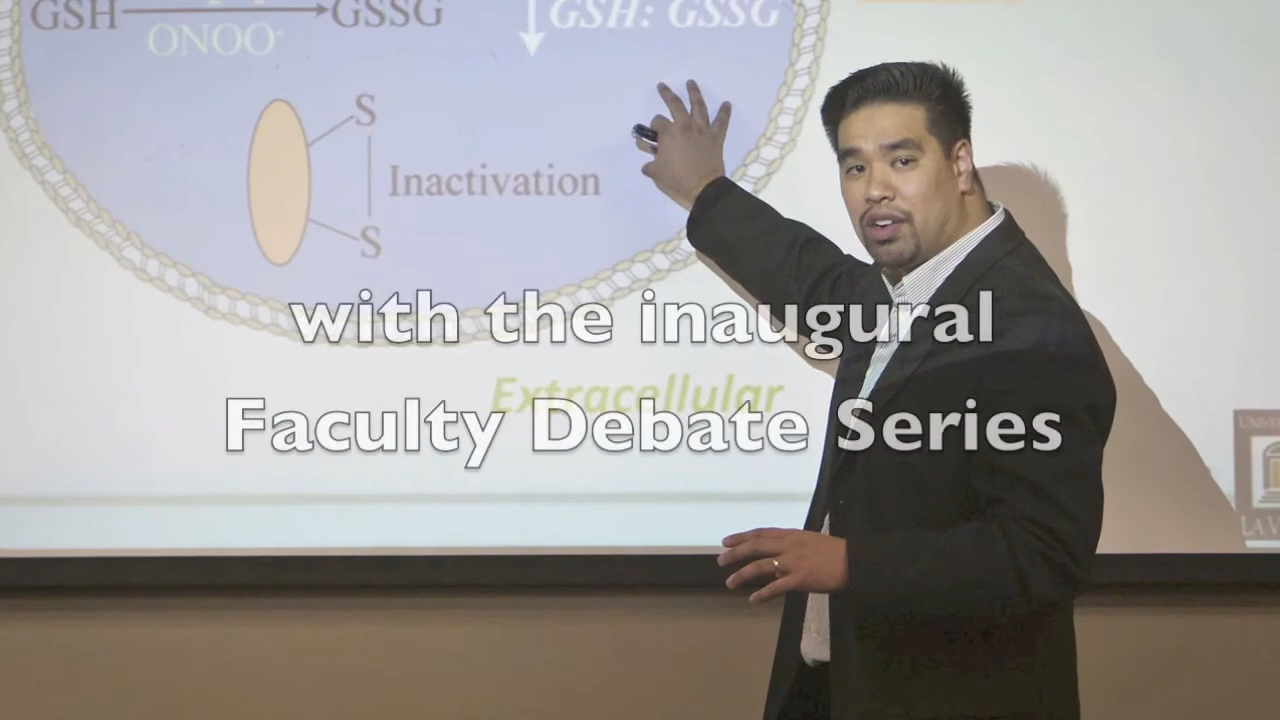 GSH GSSG
ONOO-
GSH: GSSG
S
Inactivation
S
Extracellular
with the inaugural
Faculty Debate Series